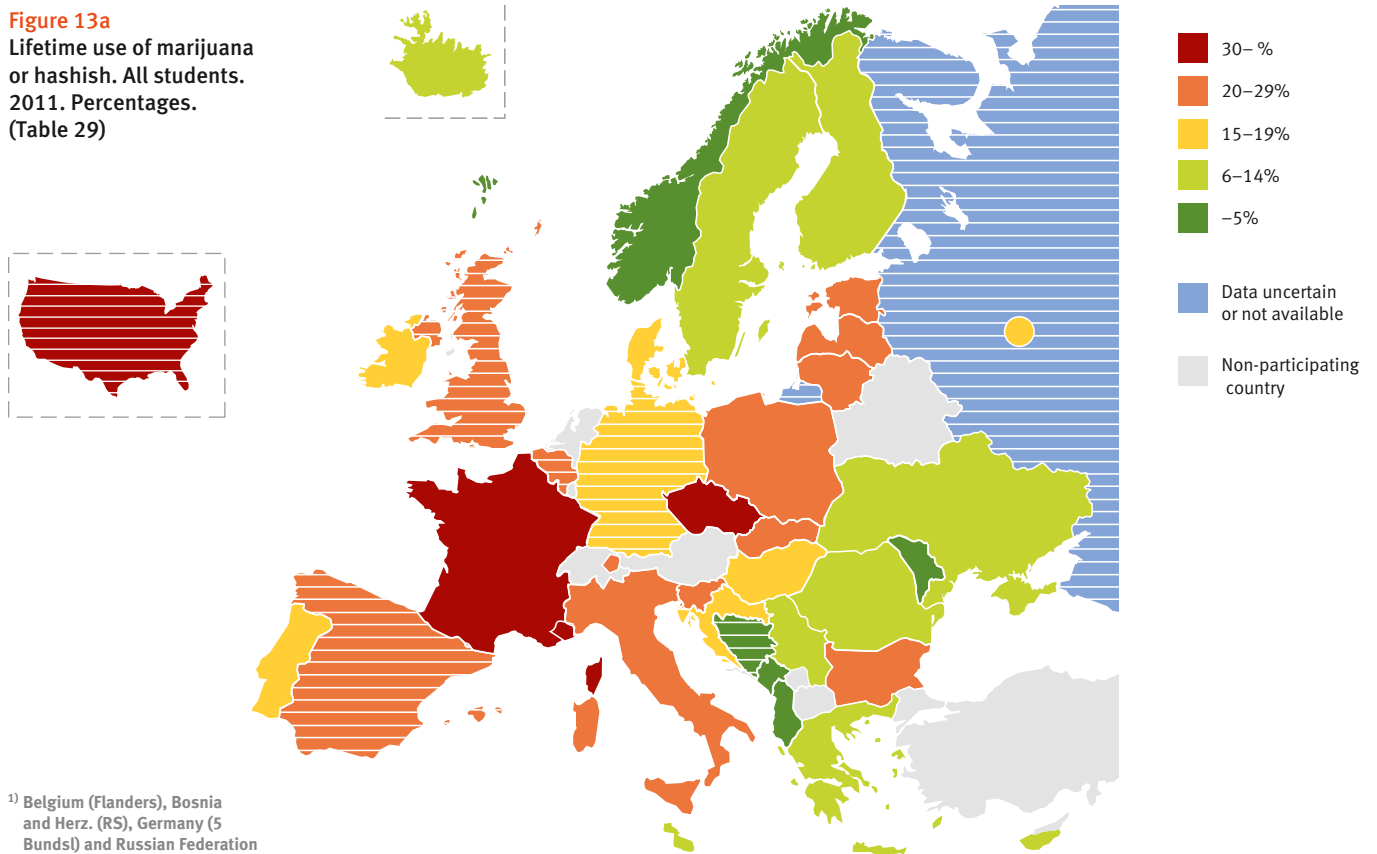 Figure 13a
Lifetime use of marijuana
or hashish. All students.
2011. Percentages.
(Table 29)
30– %
20–29%
15–19%
6–14%
–5%
Data uncertain
or not available
Non-participating
country
1) Belgium (Flanders), Bosnia
and Herz. (RS), Germany (5
Bundsl) and Russian Federation